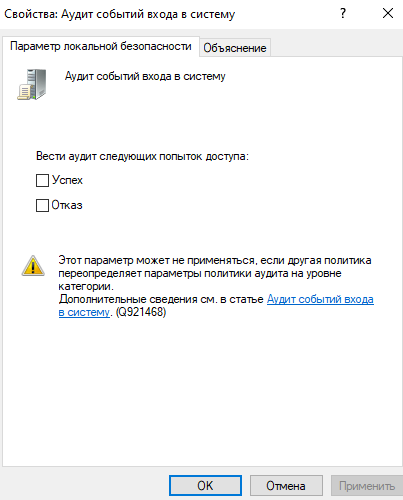 Свойства: Аудит событий входа в систему
Параметр локальной безопасности
Объяснение
Аудит событий входа в систему
Вести аудит следующих попыток доступа:
Успех
Отказ
Этот параметр может не применяться, если другая политика
переопределяет параметры политики аудита на уровне
категории.
Дополнительные сведения см. в статье Аудит событий входа
в систему. (Q921468)
OK
Отмена
Применить